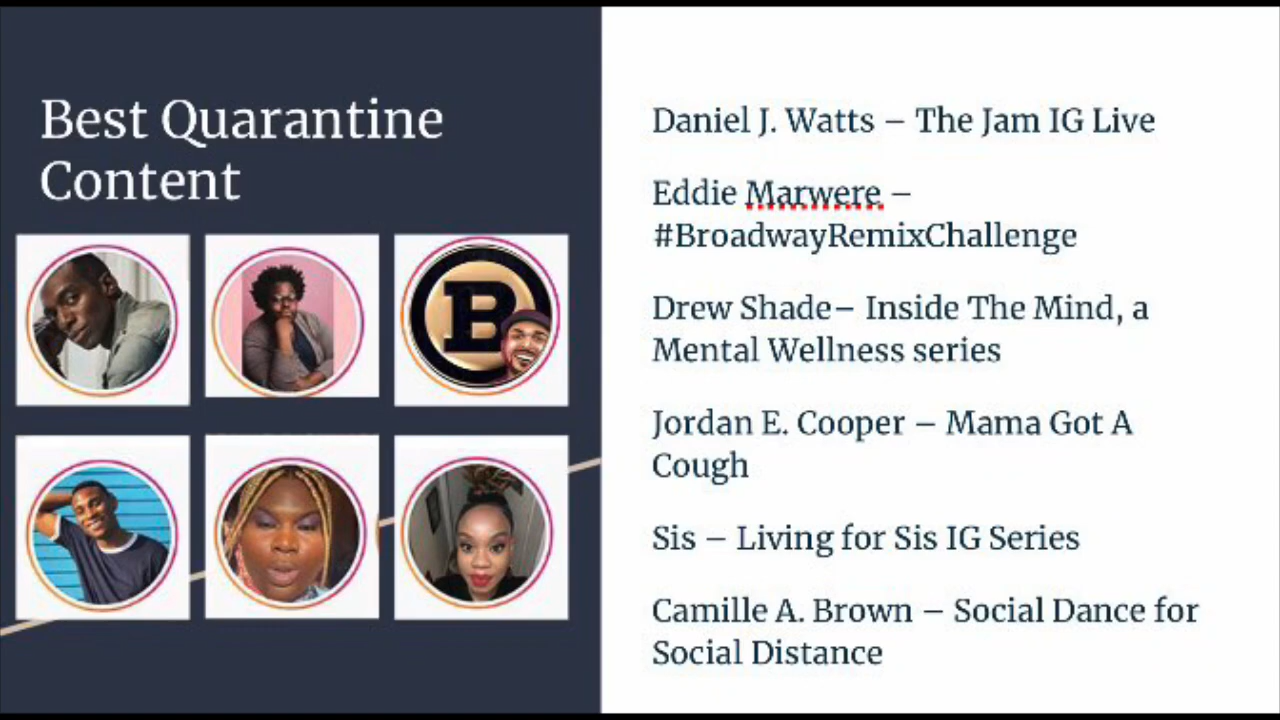 Best Quarantine
Content
B
Daniel J. Watts – The Jam IG Live
Eddie Marwere –
#BroadwayRemixChallenge
Drew Shade– Inside The Mind, a
Mental Wellness series
Jordan E. Cooper – Mama Got A
Cough
Sis – Living for Sis IG Series
Camille A. Brown – Social Dance for
Social Distance